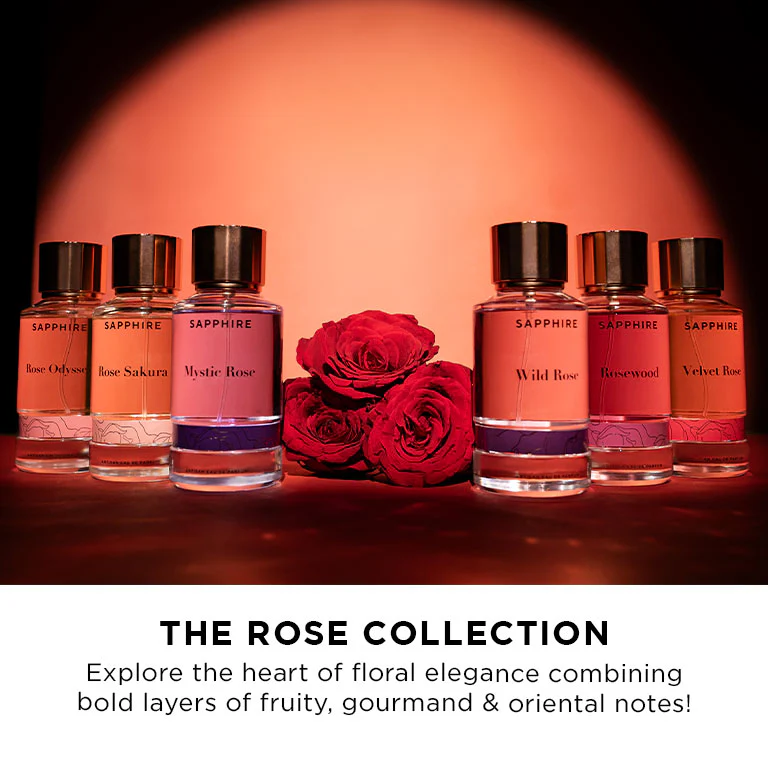 SAPPHIRE
Rose Odysse
SAPPHIRE
Rose Sakura
SAPPHIRE
Mystic Rose
SAPPHIRE
Wild Rose
SAPPHIRE
Rosewood
SAPPHIRE
Velvet Rose
THE ROSE COLLECTION
Explore the heart of floral elegance combining
bold layers of fruity, gourmand & oriental notes!